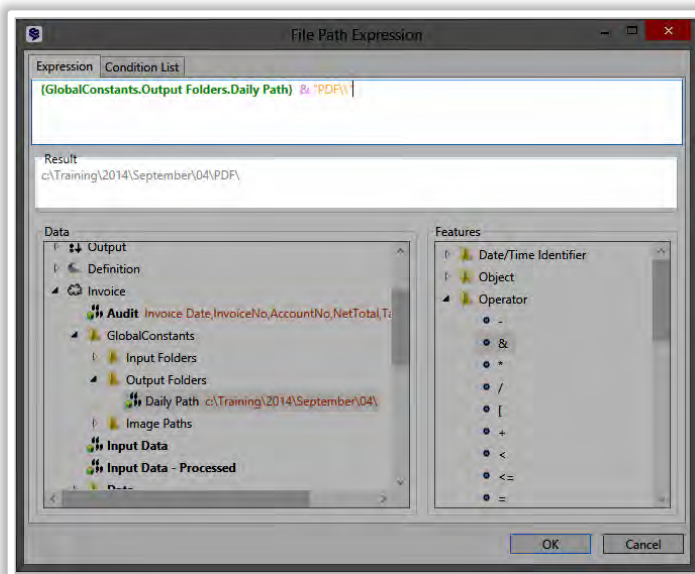 File Path Expression
Expression Condition List
(GlobalConstants.Output Folders.Daily Path) & "PDF\\"
Result
c:\Training\2014\September\04\PDF\
Data
Output
Definition
Invoice
Audit Invoice Date,InvoiceNo,AccountNo,NetTotal,Ta
GlobalConstants
Input Folders
Output Folders
Daily Path c:\Training\2014\September\04\
Image Paths
Input Data
Input Data - Processed
Data
Features
Date/Time Identifier
Object
Operator
-
&
*
/
[
+
<
<=
=
OK Cancel